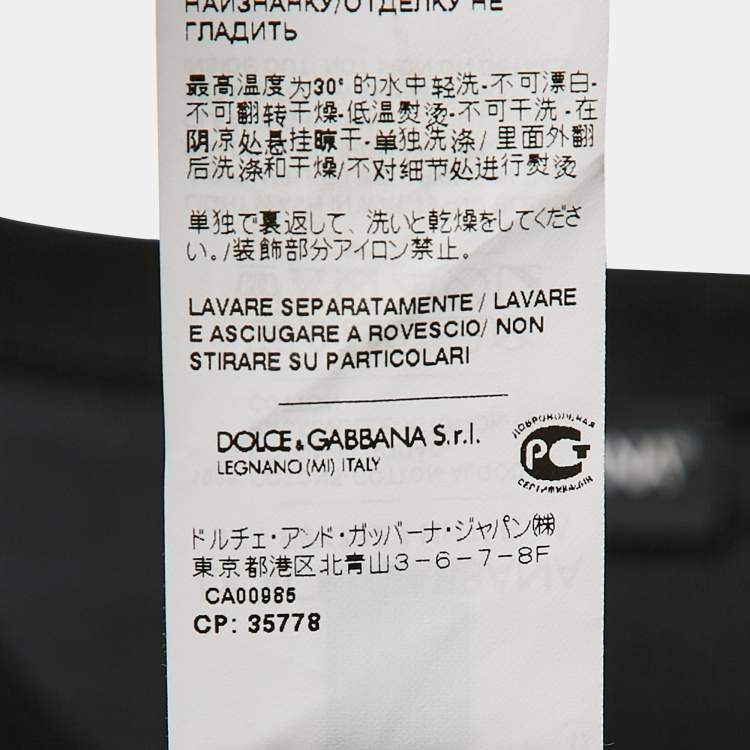 НАИЗНАНКУ/ОТДЕЛКУ НЕ
ГЛАДИТЬ
最高温度为30°的水中轻洗-不可漂白-
不可翻转干燥-低温熨烫-不可干洗-在
阴凉处悬挂晾干-单独洗涤/里面外翻
后洗涤和干燥/不对细节处进行熨烫
単独で裏返して、洗いと乾燥をしてくださ
い。/装飾部分アイロン禁止。
LAVARE SEPARATAMENTE / LAVARE
E ASCIUGARE A ROVESCIO/ NON
STIRARE SU PARTICOLARI
DOLCE & GABBANA S.r.l.
LEGNANO (MI) ITALY
ДОБРОВОЛЬНАЯ
РСТ
СЕРТИФИКАЦИЯ
ドルチェ・アンド・ガッバーナ・ジャパン㈱
東京都港区北青山3-6-7-8F
CA00985
CP: 35778